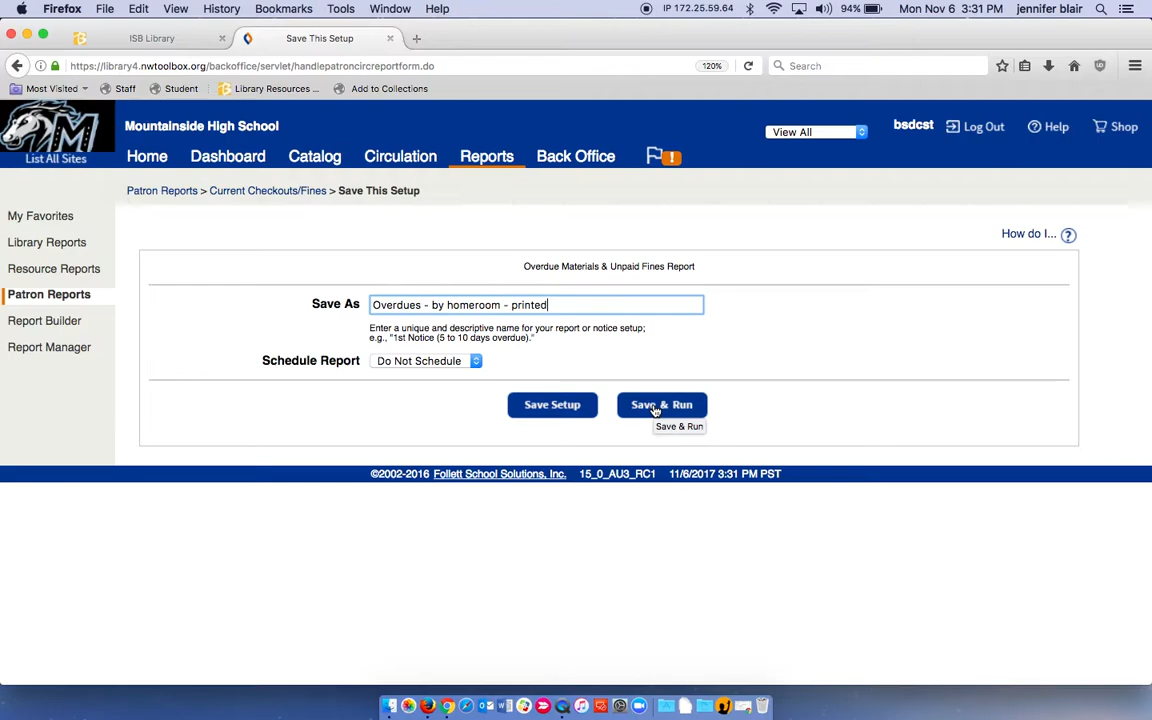 Firefox File Edit View History Bookmarks Tools Window Help IP 172.25.59.64 94% Mon Nov 6 3:31 PM jennifer blair
ISB Library Save This Setup
https://library4.nwtoolbox.org/backoffice/servlet/handlepatroncircreportform.do 120% Search
Most Visited Staff Student Library Resources ... Add to Collections
M
List All Sites
Mountainside High School
View All bsdcst Log Out Help Shop
Home Dashboard Catalog Circulation Reports Back Office !
Patron Reports > Current Checkouts/Fines > Save This Setup
My Favorites
Library Reports
Resource Reports
Patron Reports
Report Builder
Report Manager
How do I... ?
Overdue Materials & Unpaid Fines Report
Save As Overdues - by homeroom - printed
Enter a unique and descriptive name for your report or notice setup;
e.g., "1st Notice (5 to 10 days overdue)."
Schedule Report Do Not Schedule
Save Setup Save & Run
Save & Run
©2002-2016 Follett School Solutions, Inc. 15_0_AU3_RC1 11/6/2017 3:31 PM PST